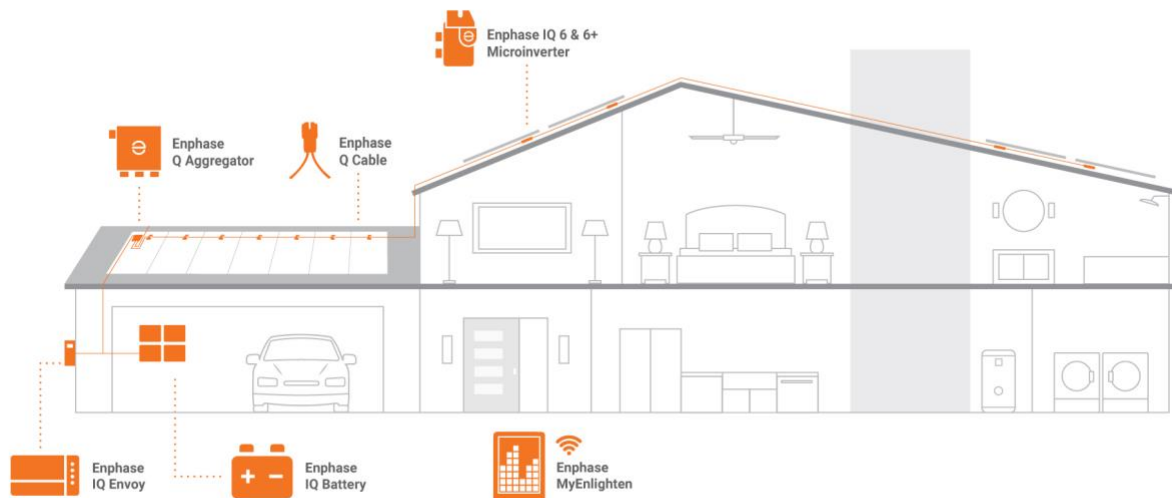 Enphase IQ 6 & 6+
Microinverter
Enphase
Q Aggregator
Enphase
Q Cable
Enphase
IQ Envoy
Enphase
IQ Battery
Enphase
MyEnlighten